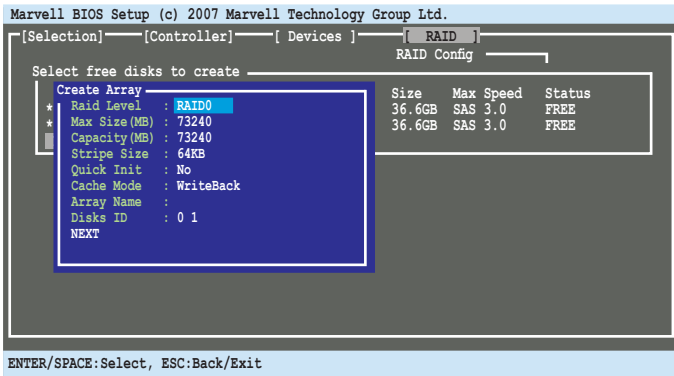 Marvell BIOS Setup (c) 2007 Marvell Technology Group Ltd.
[Selection] [Controller] [ Devices ] [ RAID ]
RAID Config
Select free disks to create
Size Max Speed Status
* 36.6GB SAS 3.0 FREE
* 36.6GB SAS 3.0 FREE
Create Array
Raid Level : RAID0
Max Size(MB) : 73240
Capacity(MB) : 73240
Stripe Size : 64KB
Quick Init : No
Cache Mode : WriteBack
Array Name :
Disks ID : 0 1
NEXT
ENTER/SPACE:Select, ESC:Back/Exit